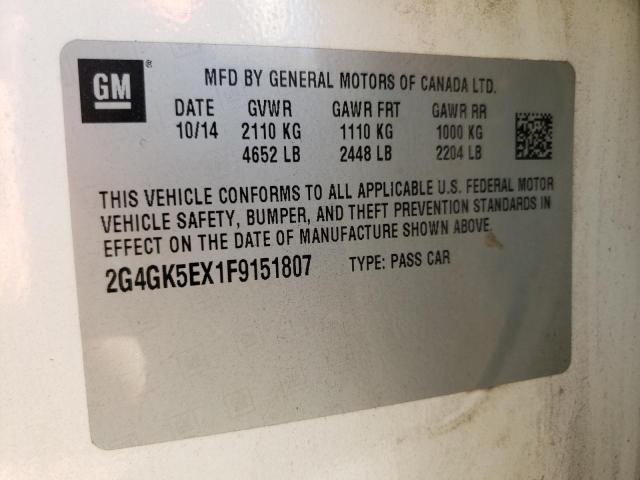 GM®
MFD BY GENERAL MOTORS OF CANADA LTD.
DATE GVWR GAWR FRT GAWR RR
10/14 2110 KG 1110 KG 1000 KG
4652 LB 2448 LB 2204 LB
THIS VEHICLE CONFORMS TO ALL APPLICABLE U.S. FEDERAL MOTOR
VEHICLE SAFETY, BUMPER, AND THEFT PREVENTION STANDARDS IN
EFFECT ON THE DATE OF MANUFACTURE SHOWN ABOVE.
2G4GK5EX1F9151807 TYPE: PASS CAR